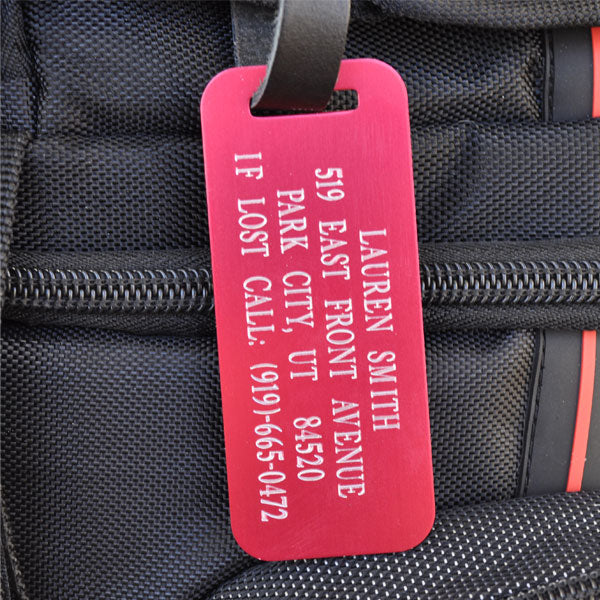 LAUREN SMITH
519 EAST FRONT AVENUE
PARK CITY, UT 84520
IF LOST CALL: (919)-665-0472